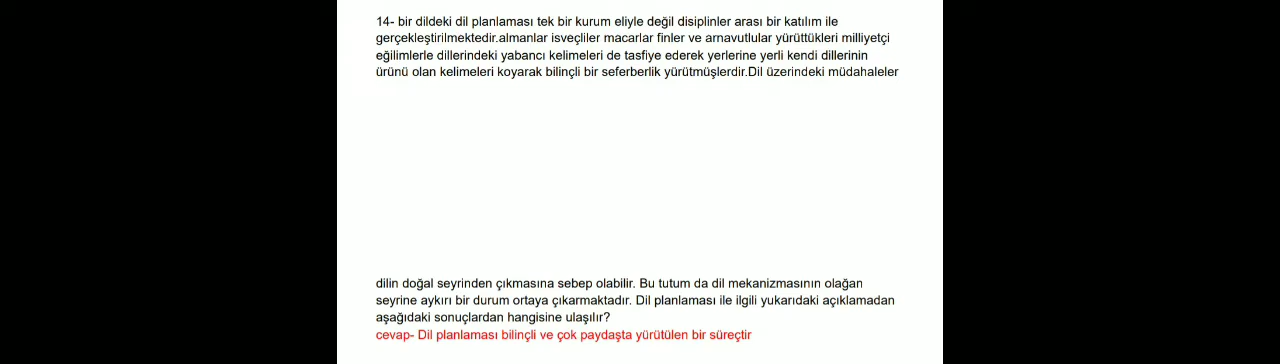 14- bir dildeki dil planlaması tek bir kurum eliyle değil disiplinler arası bir katılım ile
gerçekleştirilmektedir.almanlar isveçliler macarlar finler ve arnavutlular yürüttükleri milliyetçi
eğilimlerle dillerindeki yabancı kelimeleri de tasfiye ederek yerlerine yerli kendi dillerinin
ürünü olan kelimeleri koyarak bilinçli bir seferberlik yürütmüşlerdir.Dil üzerindeki müdahaleler
dilin doğal seyrinden çıkmasına sebep olabilir. Bu tutum da dil mekanizmasının olağan
seyrine aykırı bir durum ortaya çıkarmaktadır. Dil planlaması ile ilgili yukarıdaki açıklamadan
aşağıdaki sonuçlardan hangisine ulaşılır?
cevap- Dil planlaması bilinçli ve çok paydaşta yürütülen bir süreçtir